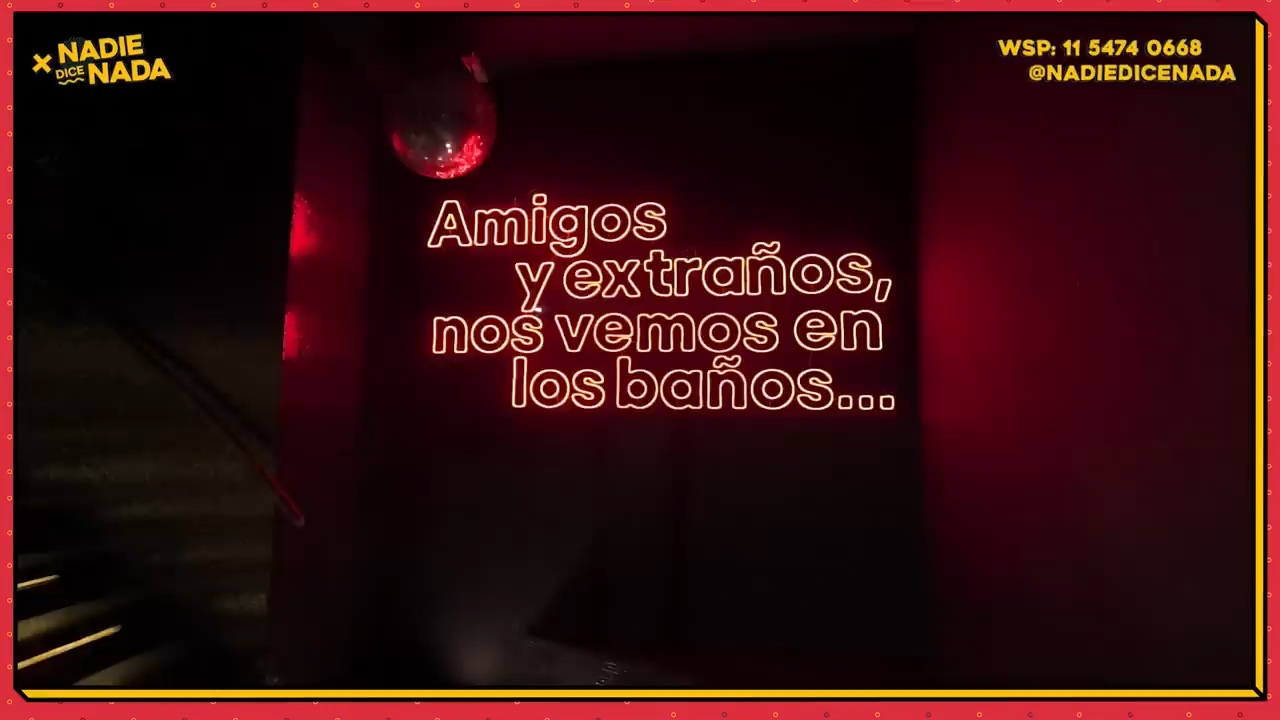 NADIE
DICE NADA
WSP: 11 5474 0668
@NADIEDICENADA
Amigos
y extraños,
nos vemos en
los baños...